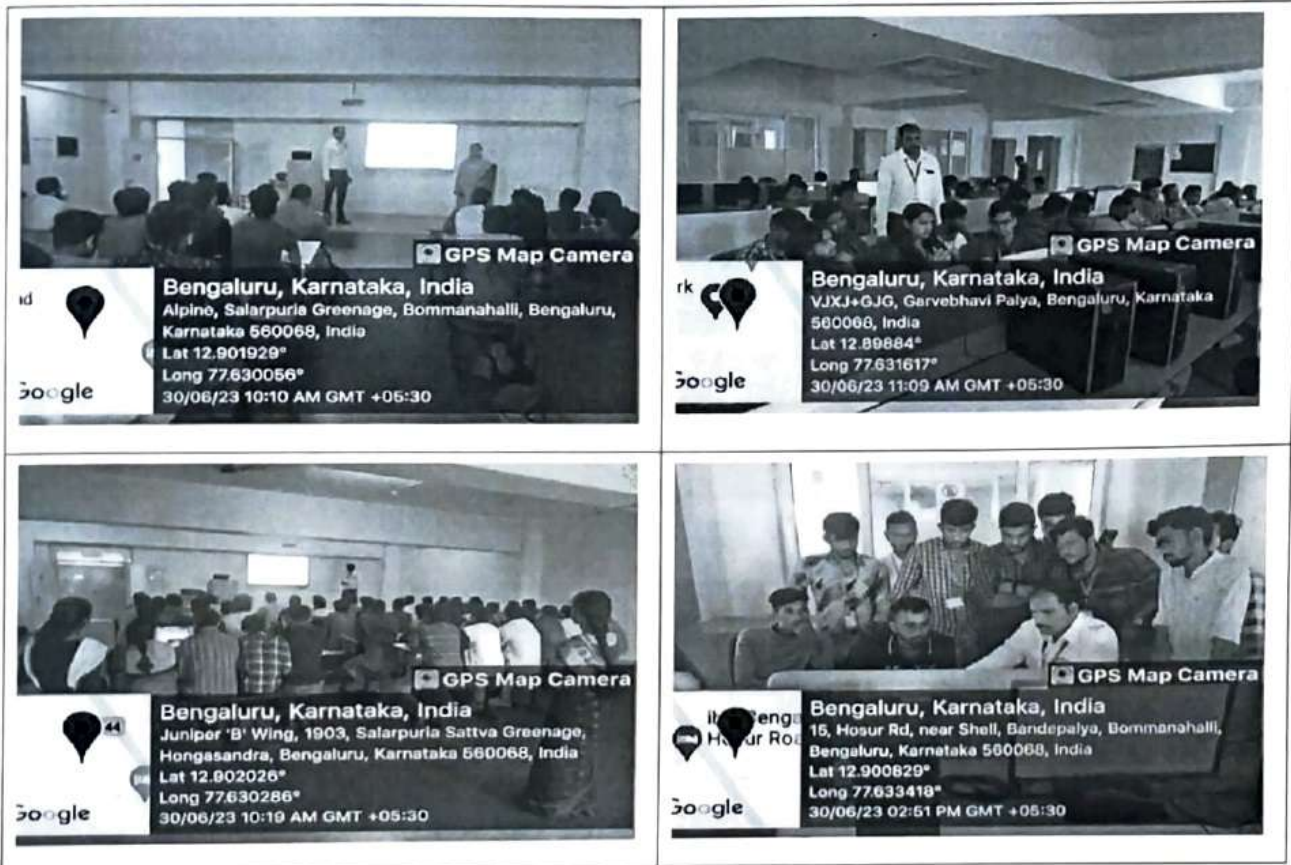 GPS Map Camera
Bengaluru, Karnataka, India
Alpine, Salarpuria Greenage, Bommanahalli, Bengaluru,
Karnataka 560068, India
Lat 12.901929°
Long 77.630056°
30/06/23 10:10 AM GMT +05:30
Google
GPS Map Camera
Bengaluru, Karnataka, India
VJXJ+GJG, Garvebhavi Palya, Bengaluru, Karnataka
560068, India
Lat 12.89884°
Long 77.631617°
30/06/23 11:09 AM GMT +05:30
rk
Google
GPS Map Camera
Bengaluru, Karnataka, India
Juniper 'B' Wing, 1903, Salarpuria Sattva Greenage,
Hongasandra, Bengaluru, Karnataka 560068, India
Lat 12.902026°
Long 77.630286°
30/06/23 10:19 AM GMT +05:30
44
Google
GPS Map Camera
Bengaluru, Karnataka, India
15, Hosur Rd, near Shell, Bandepalya, Bommanahalli,
Bengaluru, Karnataka 560068, India
Lat 12.900829°
Long 77.633418°
30/06/23 02:51 PM GMT +05:30
Google